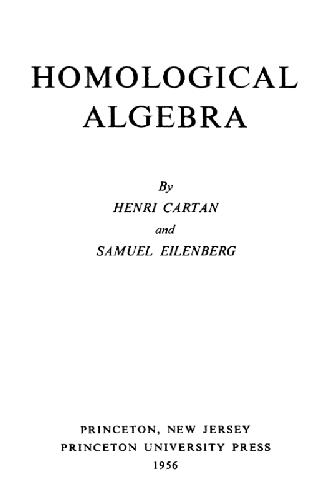 HOMOLOGICAL
ALGEBRA
By
HENRI CARTAN
and
SAMUEL EILENBERG
PRINCETON, NEW JERSEY
PRINCETON UNIVERSITY PRESS
1956